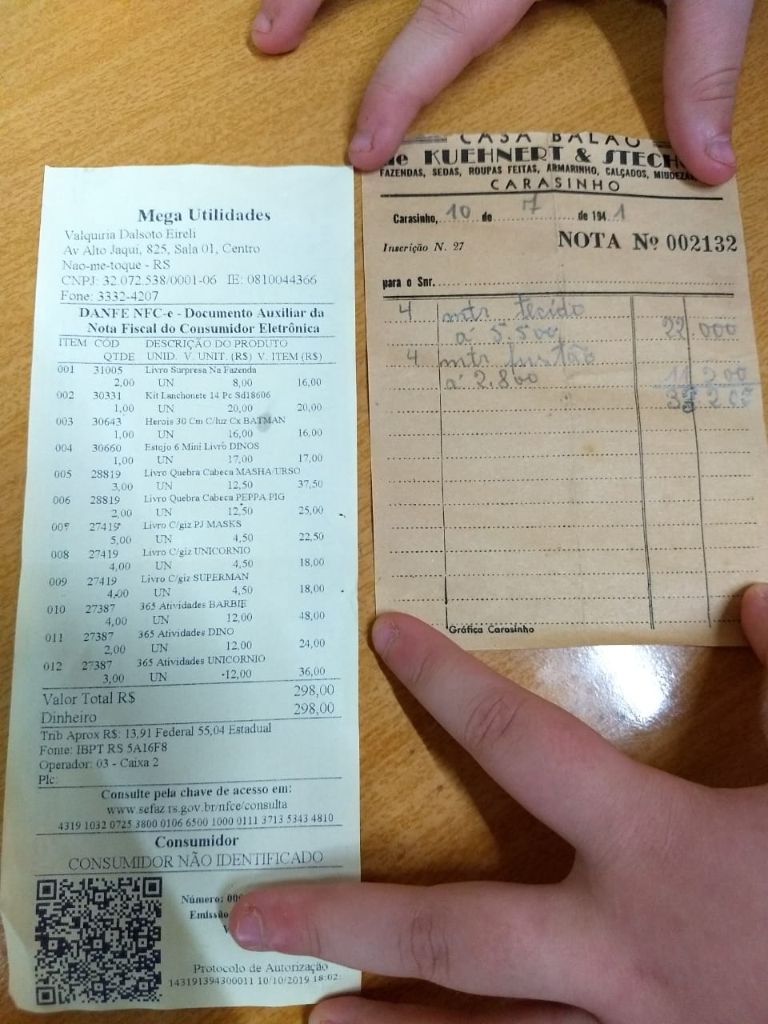 Mega Utilidades
Valquiria Dalsoto Eireli
Av Alto Jaqui, 825, Sala 01, Centro
Nao-me-toque - RS
CNPJ: 32.072.538/0001-06 IE: 0810044366
Fone: 3332-4207
DANFE NFC-e - Documento Auxiliar da
Nota Fiscal do Consumidor Eletrônica
ITEM CÓD DESCRIÇÃO DO PRODUTO
QTDE UNID. V. UNIT. (R$) V. ITEM (R$)
001 31005 Livro Surpresa Na Fazenda
2,00 UN 8,00 16,00
002 30331 Kit Lanchonete 14 Pc Sd18606
1,00 UN 20,00 20,00
003 30643 Herois 30 Cm C/luz Cx BATMAN
1,00 UN 16,00 16,00
004 30660 Estojo 6 Mini Livro DINOS
1,00 UN 17,00 17,00
005 28819 Livro Quebra Cabeca MASHA/URSO
3,00 UN 12,50 37,50
006 28819 Livro Quebra Cabeca PEPPA PIG
2,00 UN 12,50 25,00
007 27419 Livro C/giz PJ MASKS
5,00 UN 4,50 22,50
008 27419 Livro C/giz UNICORNIO
4,00 UN 4,50 18,00
009 27419 Livro C/giz SUPERMAN
4,00 UN 4,50 18,00
010 27387 365 Atividades BARBIE
4,00 UN 12,00 48,00
011 27387 365 Atividades DINO
2,00 UN 12,00 24,00
012 27387 365 Atividades UNICORNIO
3,00 UN 12,00 36,00
Valor Total R$ 298,00
Dinheiro 298,00
Trib Aprox R$: 13,91 Federal 55,04 Estadual
Fonte: IBPT RS 5A16F8
Operador: 03 - Caixa 2
Plc:
Consulte pela chave de acesso em:
www.sefaz.rs.gov.br/nfce/consulta
4319 1032 0725 3800 0106 6500 1000 0111 3713 5343 4810
Consumidor
CONSUMIDOR NÃO IDENTIFICADO
Número:
Protocolo de Autorização
143191394300011 10/10/2019 18:02:
CASA BALAO
de KUEHNERT &
FAZENDAS, SEDAS, ROUPAS FEITAS, ARMARINHO, CALÇADOS,
CARASINHO
Carasinho, 10 de 7 de 1941
Inscrição N. 27 NOTA Nº 002132
para o Snr.
4 mtr tecido
á 5.500 22 000
4 mtr fustão
á 2.800 11 200
Gráfica Carasinho